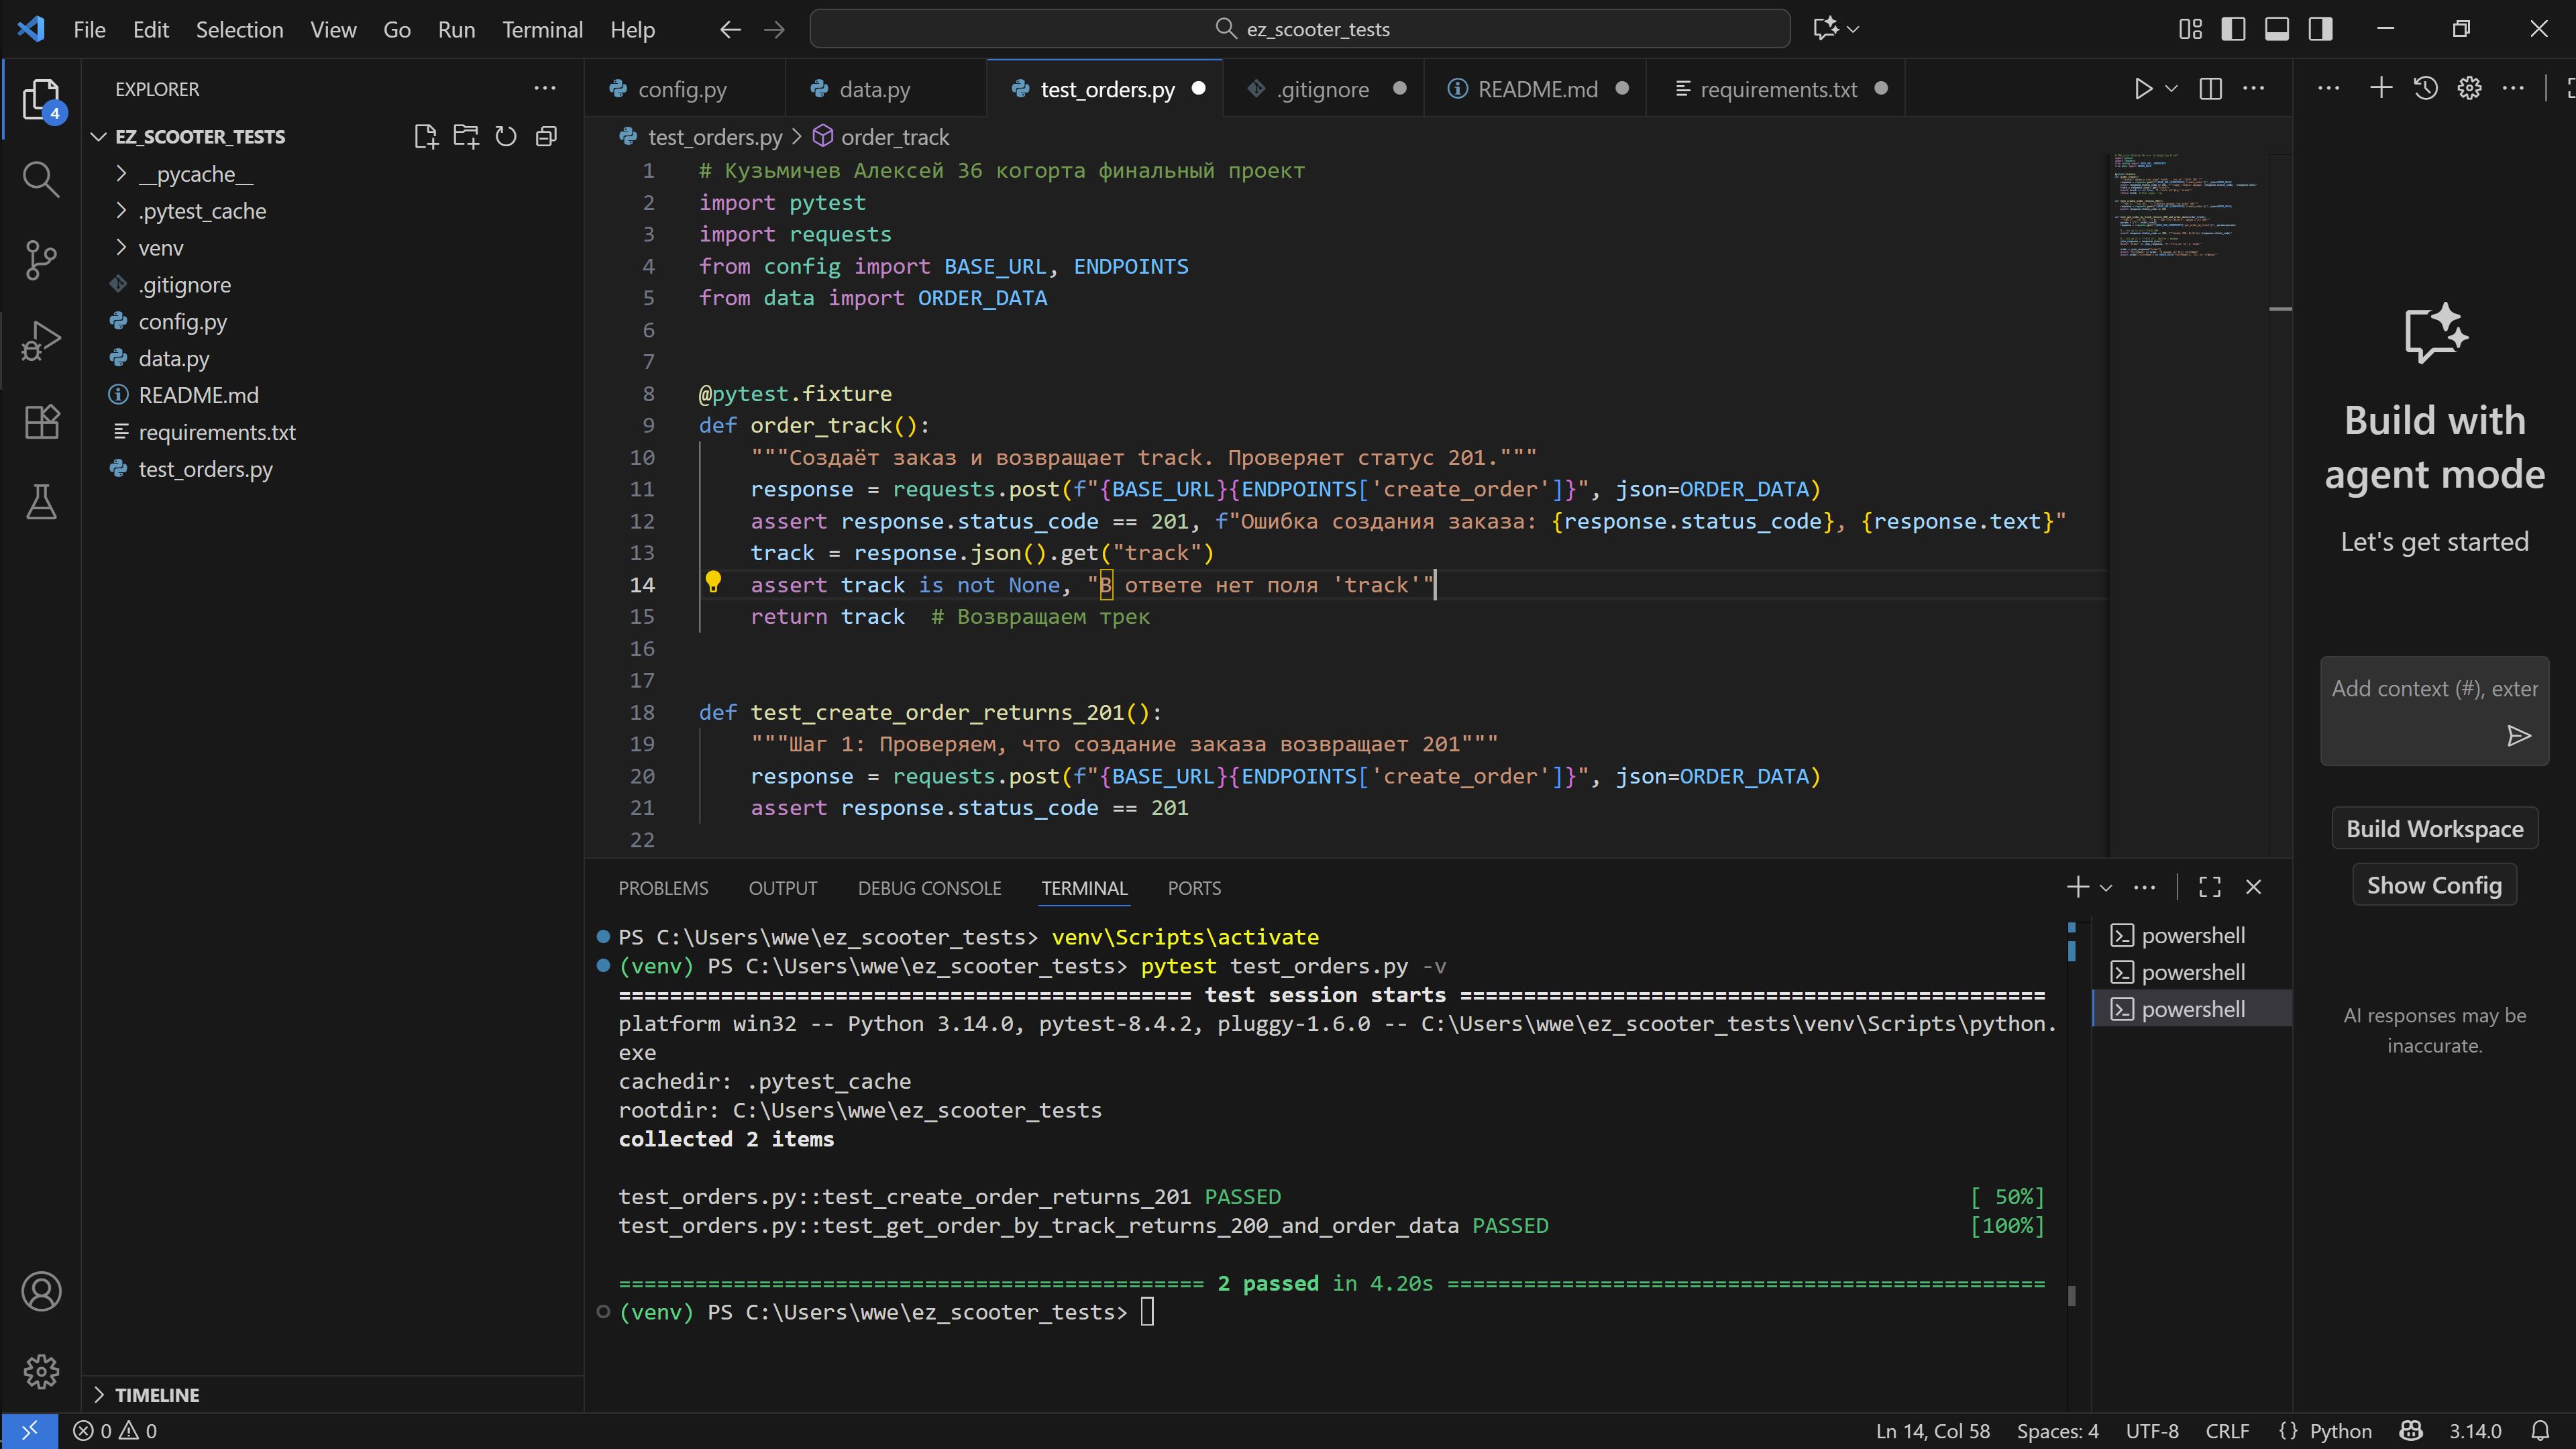 File Edit Selection View Go Run Terminal Help
ez_scooter_tests
EXPLORER
4
EZ_SCOOTER_TESTS
__pycache__
.pytest_cache
venv
.gitignore
config.py
data.py
README.md
requirements.txt
test_orders.py
TIMELINE
config.py data.py test_orders.py .gitignore README.md requirements.txt
test_orders.py > order_track
1 # Кузьмичев Алексей 36 когорта финальный проект
2 import pytest
3 import requests
4 from config import BASE_URL, ENDPOINTS
5 from data import ORDER_DATA
6
7
8 @pytest.fixture
9 def order_track():
10 """Создаёт заказ и возвращает track. Проверяет статус 201."""
11 response = requests.post(f"{BASE_URL}{ENDPOINTS['create_order']}", json=ORDER_DATA)
12 assert response.status_code == 201, f"Ошибка создания заказа: {response.status_code}, {response.text}"
13 track = response.json().get("track")
14 assert track is not None, "В ответе нет поля 'track'"
15 return track  # Возвращаем трек
16
17
18 def test_create_order_returns_201():
19 """Шаг 1: Проверяем, что создание заказа возвращает 201"""
20 response = requests.post(f"{BASE_URL}{ENDPOINTS['create_order']}", json=ORDER_DATA)
21 assert response.status_code == 201
22
PROBLEMS OUTPUT DEBUG CONSOLE TERMINAL PORTS
PS C:\Users\wwe\ez_scooter_tests> venv\Scripts\activate
(venv) PS C:\Users\wwe\ez_scooter_tests> pytest test_orders.py -v
============================================= test session starts ==============================================
platform win32 -- Python 3.14.0, pytest-8.4.2, pluggy-1.6.0 -- C:\Users\wwe\ez_scooter_tests\venv\Scripts\python.
exe
cachedir: .pytest_cache
rootdir: C:\Users\wwe\ez_scooter_tests
collected 2 items
test_orders.py::test_create_order_returns_201 PASSED [ 50%]
test_orders.py::test_get_order_by_track_returns_200_and_order_data PASSED [100%]
============================================== 2 passed in 4.20s ===============================================
(venv) PS C:\Users\wwe\ez_scooter_tests>
powershell
powershell
powershell
Build with
agent mode
Let's get started
Add context (#), exter
Build Workspace
Show Config
AI responses may be
inaccurate.
0 0 Ln 14, Col 58 Spaces: 4 UTF-8 CRLF {} Python 3.14.0